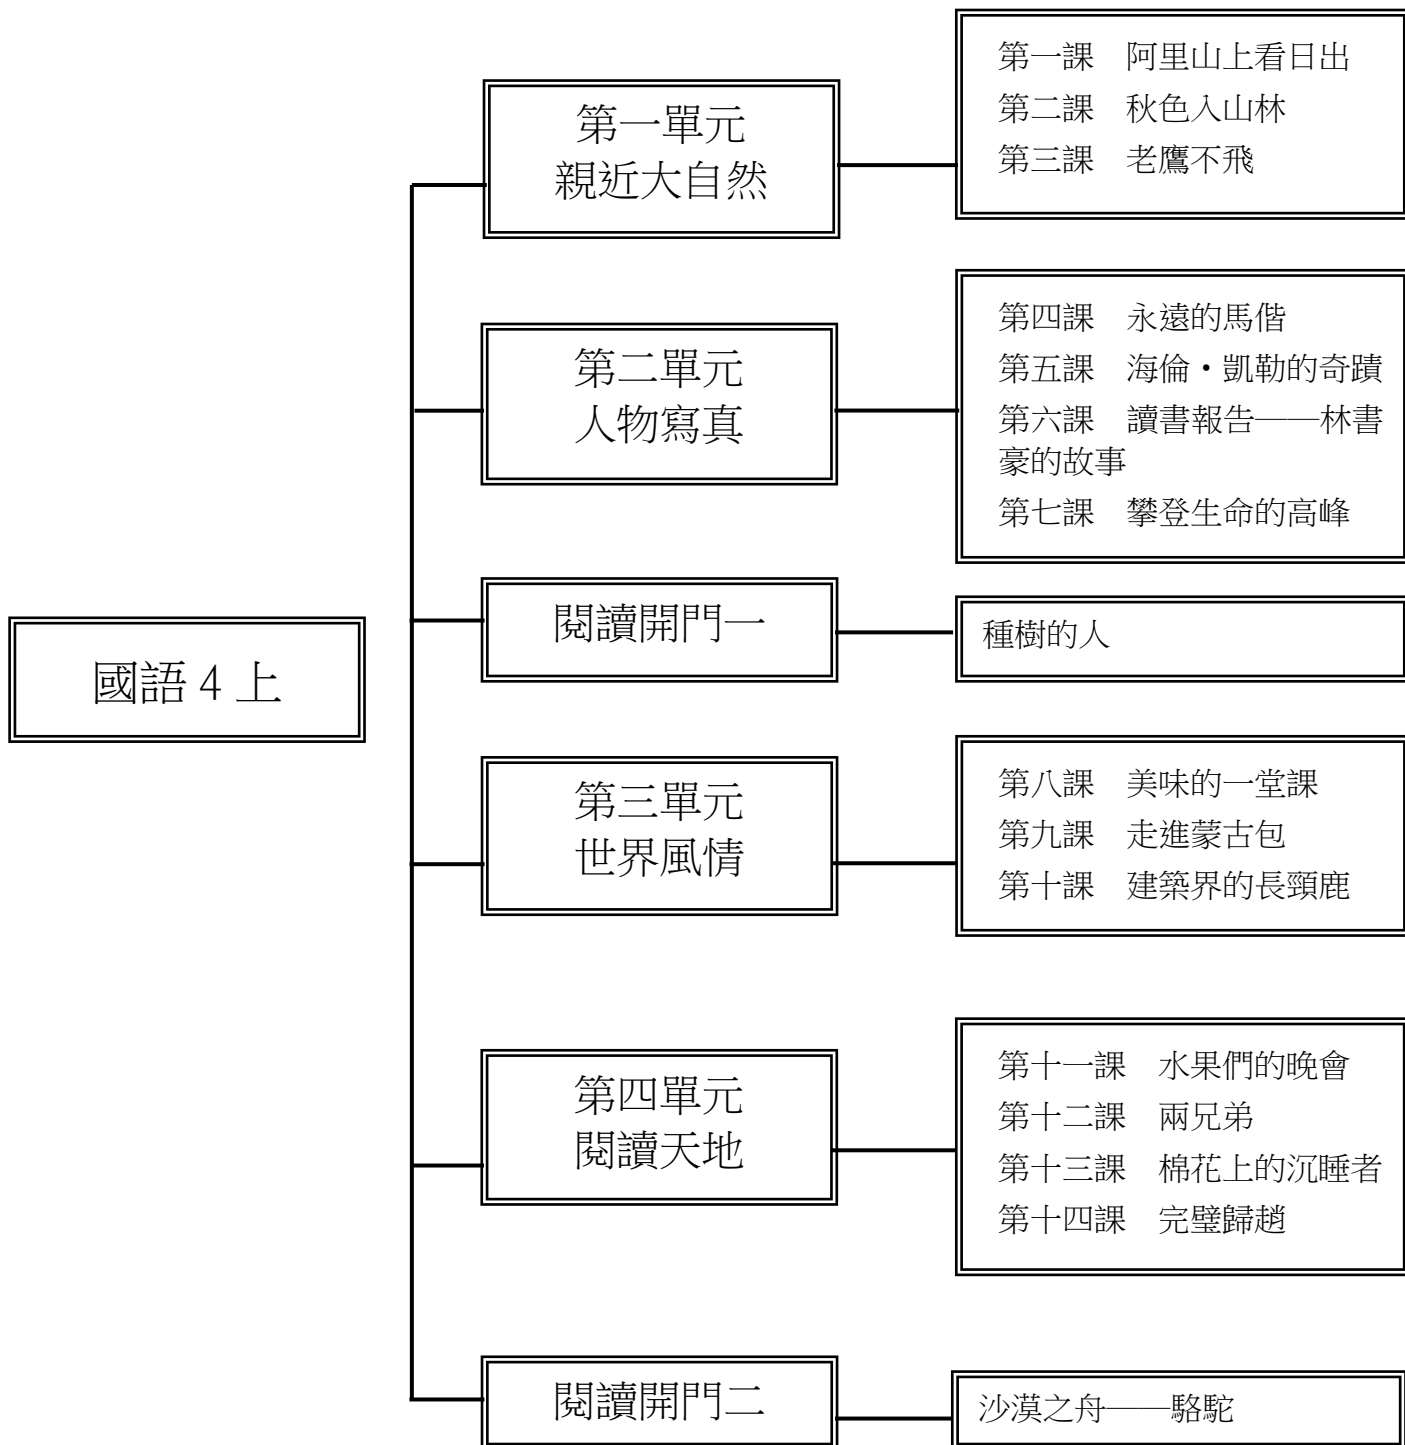 國語 4 上
第一單元
親近大自然
第一課　阿里山上看日出
第二課　秋色入山林
第三課　老鷹不飛
第二單元
人物寫真
第四課　永遠的馬偕
第五課　海倫‧凱勒的奇蹟
第六課　讀書報告──林書
豪的故事
第七課　攀登生命的高峰
閱讀開門一
種樹的人
第三單元
世界風情
第八課　美味的一堂課
第九課　走進蒙古包
第十課　建築界的長頸鹿
第四單元
閱讀天地
第十一課　水果們的晚會
第十二課　兩兄弟
第十三課　棉花上的沉睡者
第十四課　完璧歸趙
閱讀開門二
沙漠之舟──駱駝